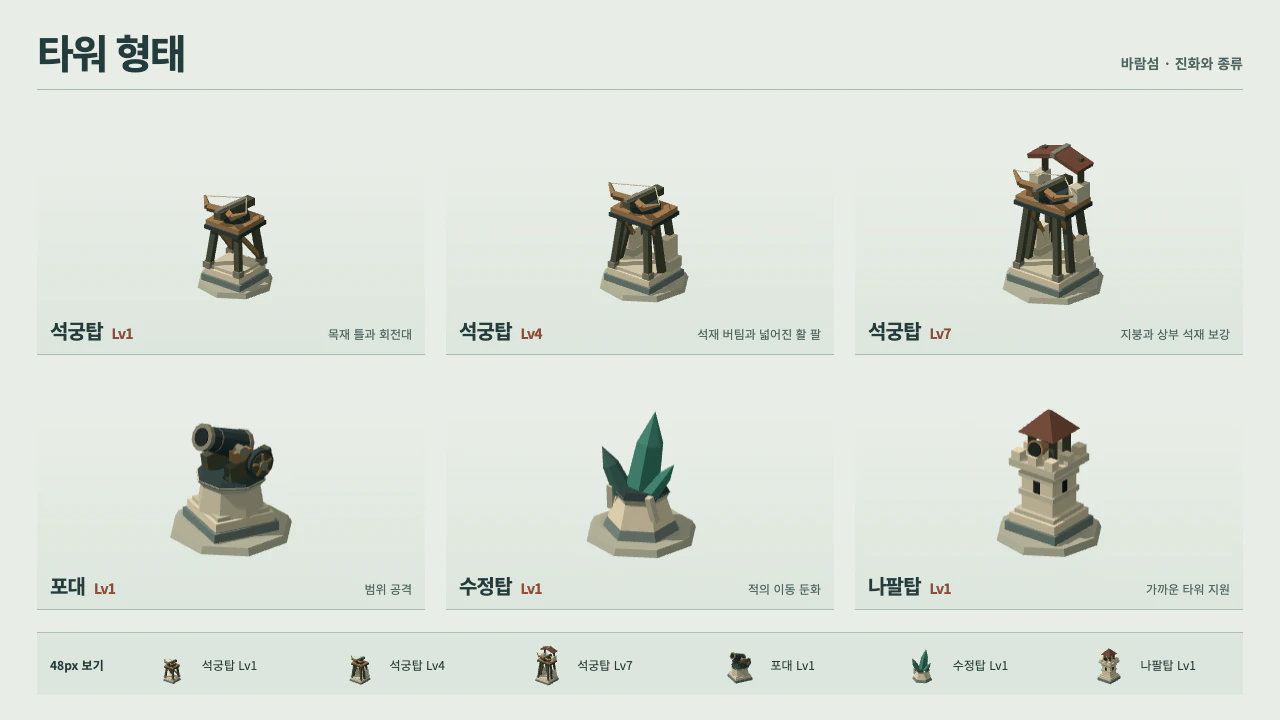 타워 형태
바람섬 · 진화와 종류
석궁탑 Lv1
목재 틀과 회전대
석궁탑 Lv4
석재 버팀과 넓어진 활 팔
석궁탑 Lv7
지붕과 상부 석재 보강
포대 Lv1
범위 공격
수정탑 Lv1
적의 이동 둔화
나팔탑 Lv1
가까운 타워 지원
48px 보기
석궁탑 Lv1
석궁탑 Lv4
석궁탑 Lv7
포대 Lv1
수정탑 Lv1
나팔탑 Lv1